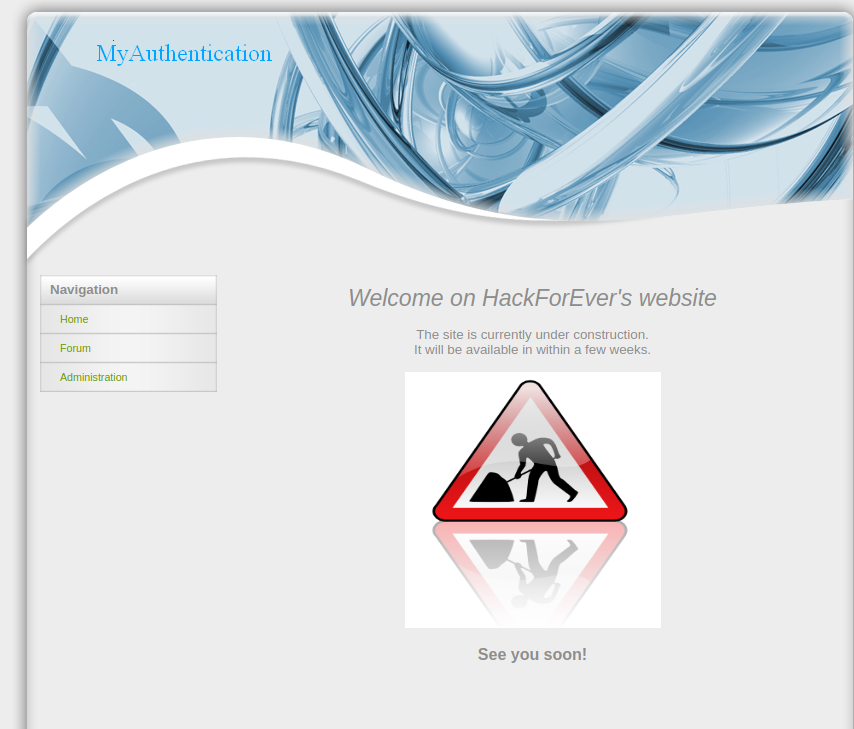 MyAuthentication
Navigation
Home
Forum
Administration
Welcome on HackForEver's website
The site is currently under construction.
It will be available in within a few weeks.
See you soon!